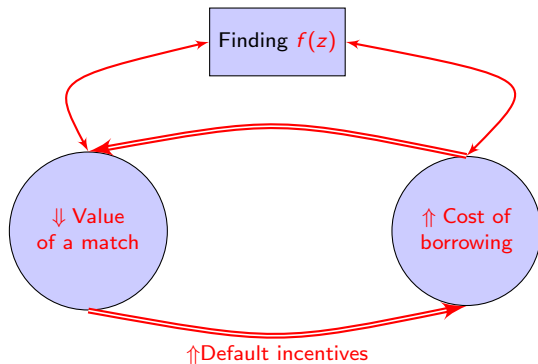 Finding f(z)
⇓ Value
of a match
⇑ Cost of
borrowing
⇑Default incentives